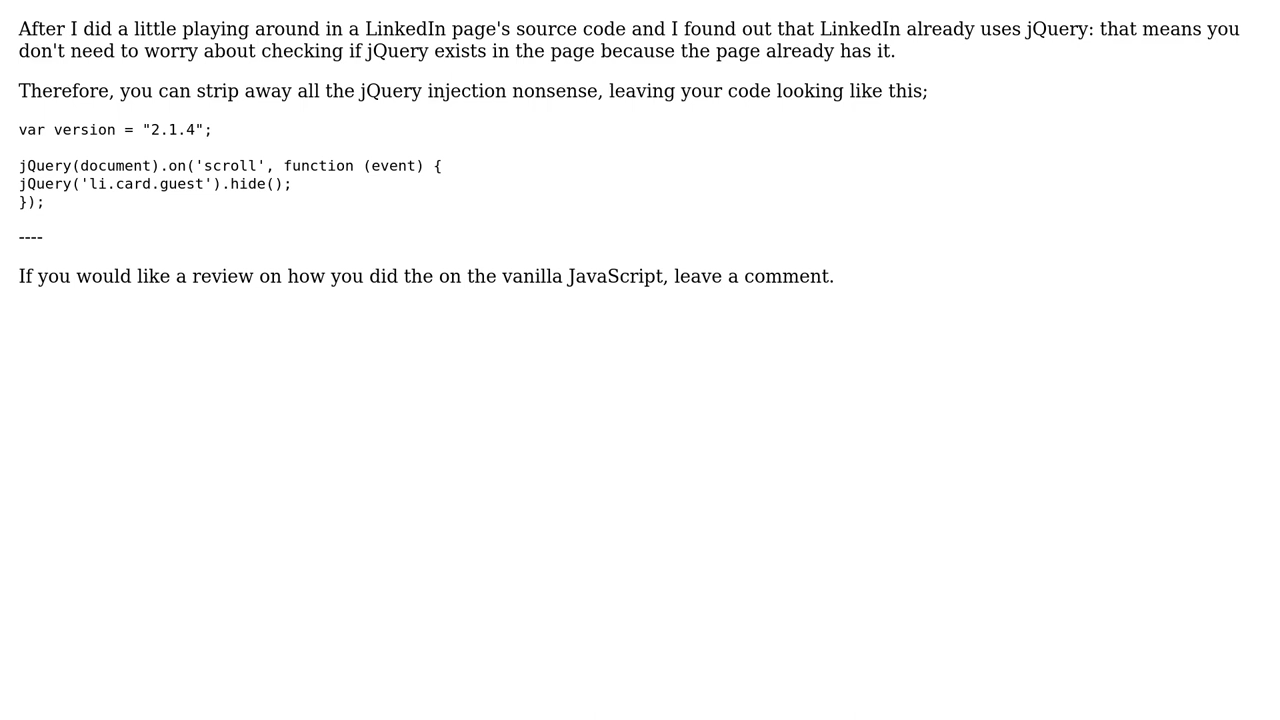 After I did a little playing around in a LinkedIn page's source code and I found out that LinkedIn already uses jQuery: that means you
don't need to worry about checking if jQuery exists in the page because the page already has it.
Therefore, you can strip away all the jQuery injection nonsense, leaving your code looking like this;
var version = "2.1.4";
jQuery(document).on('scroll', function (event) {
jQuery('li.card.guest').hide();
});
----
If you would like a review on how you did the on the vanilla JavaScript, leave a comment.